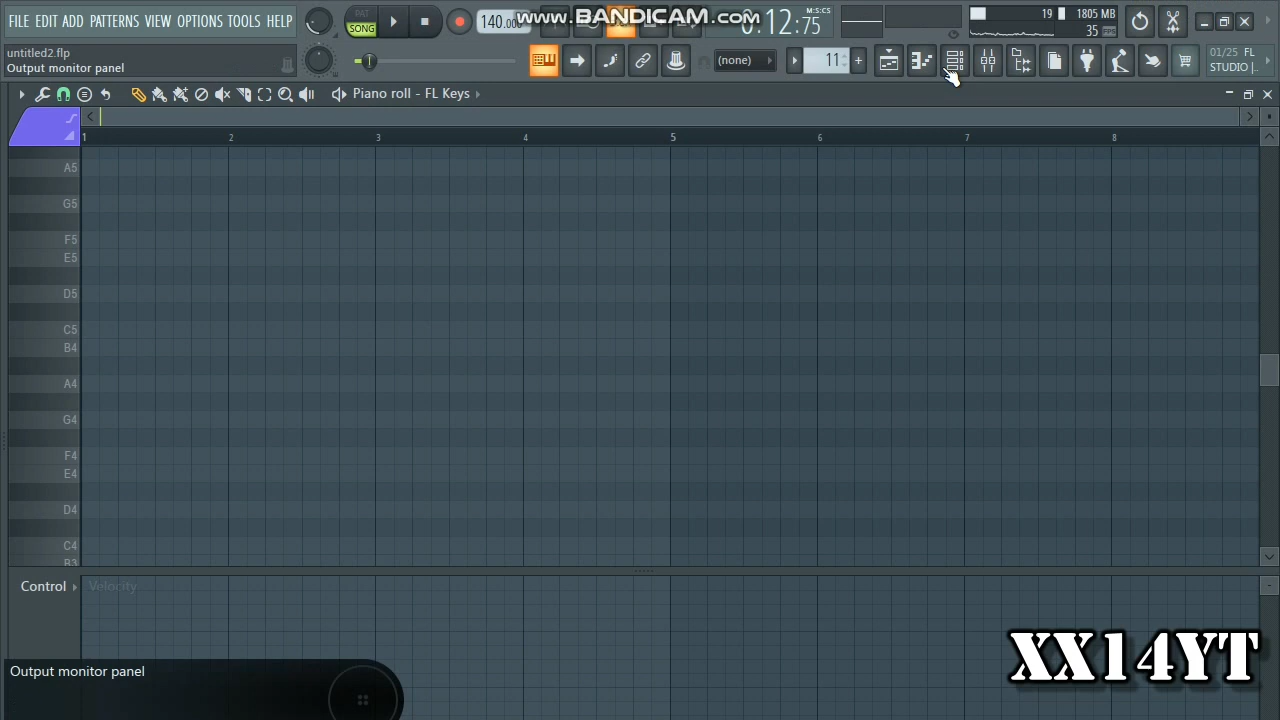 FILE EDIT ADD PATTERNS VIEW OPTIONS TOOLS HELP
PAT
SONG
140.000
www.BANDICAM.com
0:12:75
M:S:CS
19
1805 MB
35
untitled2.flp
Output monitor panel
(none)
11
01/25 FL
STUDIO |..
Piano roll - FL Keys
1 2 3 4 5 6 7 8
A5
G5
F5
E5
D5
C5
B4
A4
G4
F4
E4
D4
C4
B3
Control
Velocity
Output monitor panel
XX14YT